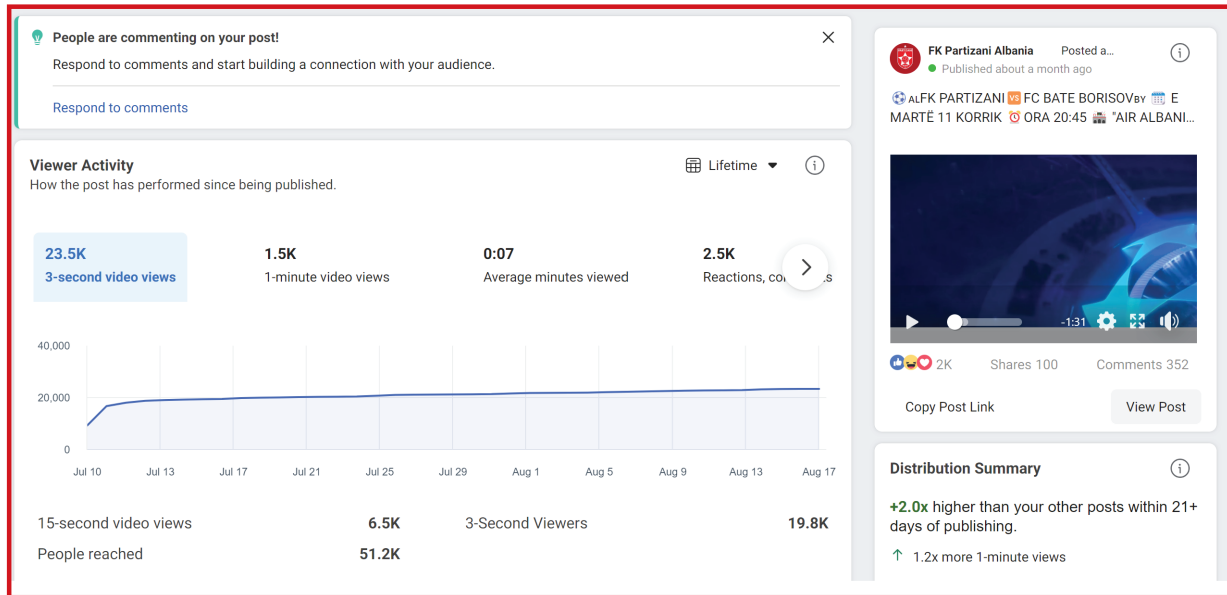 People are commenting on your post!
Respond to comments and start building a connection with your audience.
Respond to comments
Viewer Activity
How the post has performed since being published.
Lifetime
23.5K
3-second video views
1.5K
1-minute video views
0:07
Average minutes viewed
2.5K
Reactions,
40,000
20,000
0
Jul 10 Jul 13 Jul 17 Jul 21 Jul 25 Jul 29 Aug 1 Aug 5 Aug 9 Aug 13 Aug 17
15-second video views 6.5K 3-Second Viewers 19.8K
People reached 51.2K
FK Partizani Albania Posted a...
Published about a month ago
ALFK PARTIZANI VS FC BATE BORISOVBY E
MARTË 11 KORRIK ORA 20:45 "AIR ALBANI...
-1:31
2K Shares 100 Comments 352
Copy Post Link View Post
Distribution Summary
+2.0x higher than your other posts within 21+
days of publishing.
1.2x more 1-minute views